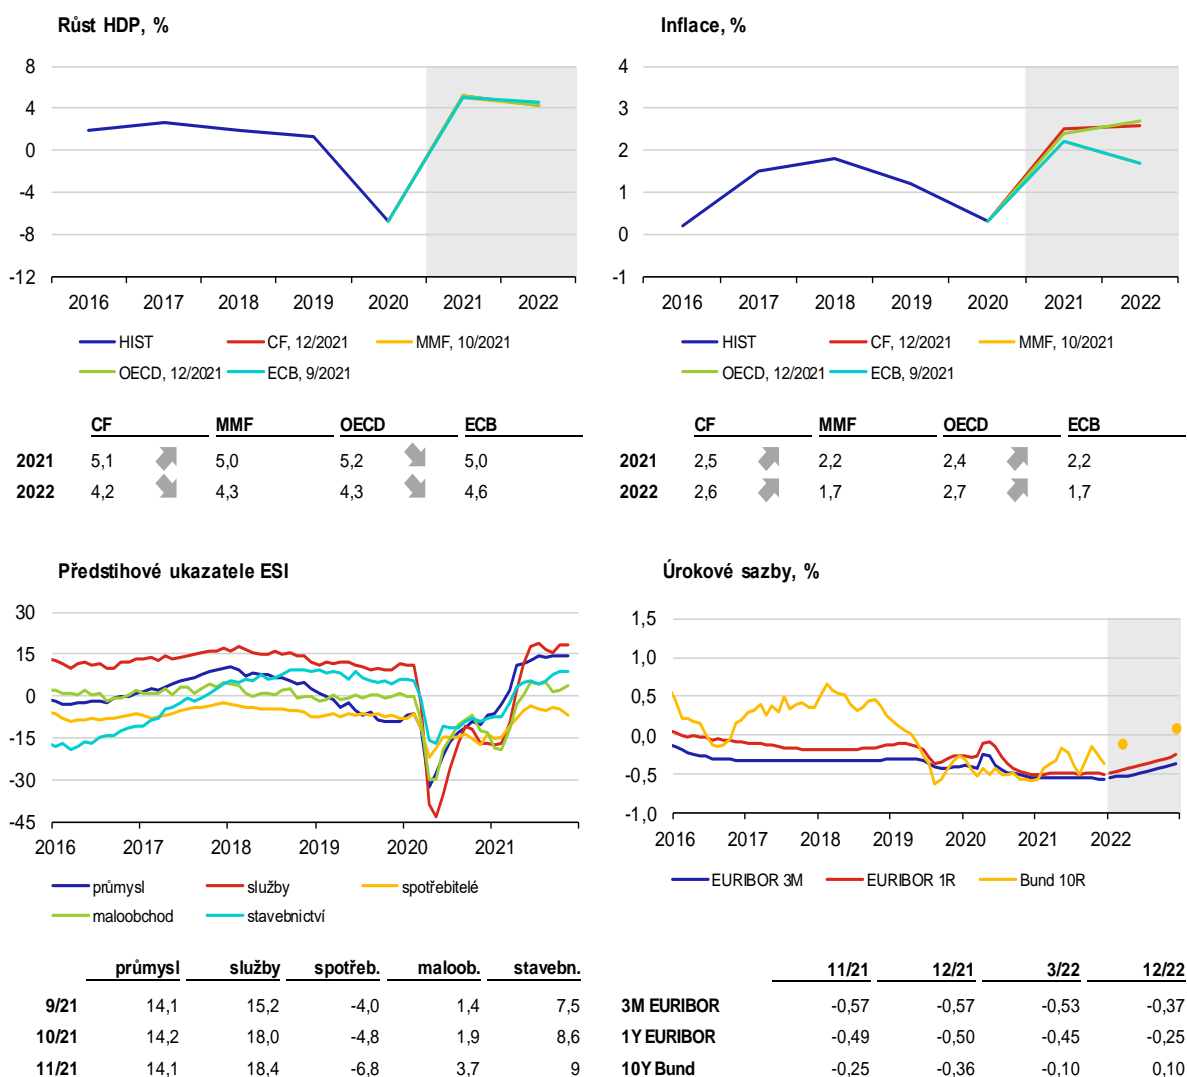 Růst HDP, %
8
4
0
-4
-8
-12
2016 2017 2018 2019 2020 2021 2022
HIST CF, 12/2021 MMF, 10/2021
OECD, 12/2021 ECB, 9/2021
CF MMF OECD ECB
2021 5,1 5,0 5,2 5,0
2022 4,2 4,3 4,3 4,6
Inflace, %
4
3
2
1
0
-1
2016 2017 2018 2019 2020 2021 2022
HIST CF, 12/2021 MMF, 10/2021
OECD, 12/2021 ECB, 9/2021
CF MMF OECD ECB
2021 2,5 2,2 2,4 2,2
2022 2,6 1,7 2,7 1,7
Předstihové ukazatele ESI
30
15
0
-15
-30
-45
2016 2017 2018 2019 2020 2021
průmysl služby spotřebitelé
maloobchod stavebnictví
průmysl služby spotřeb. maloob. stavebn.
9/21 14,1 15,2 -4,0 1,4 7,5
10/21 14,2 18,0 -4,8 1,9 8,6
11/21 14,1 18,4 -6,8 3,7 9
Úrokové sazby, %
1,5
1,0
0,5
0,0
-0,5
-1,0
2016 2017 2018 2019 2020 2021 2022
EURIBOR 3M EURIBOR 1R Bund 10R
11/21 12/21 3/22 12/22
3M EURIBOR -0,57 -0,57 -0,53 -0,37
1Y EURIBOR -0,49 -0,50 -0,45 -0,25
10Y Bund -0,25 -0,36 -0,10 0,10